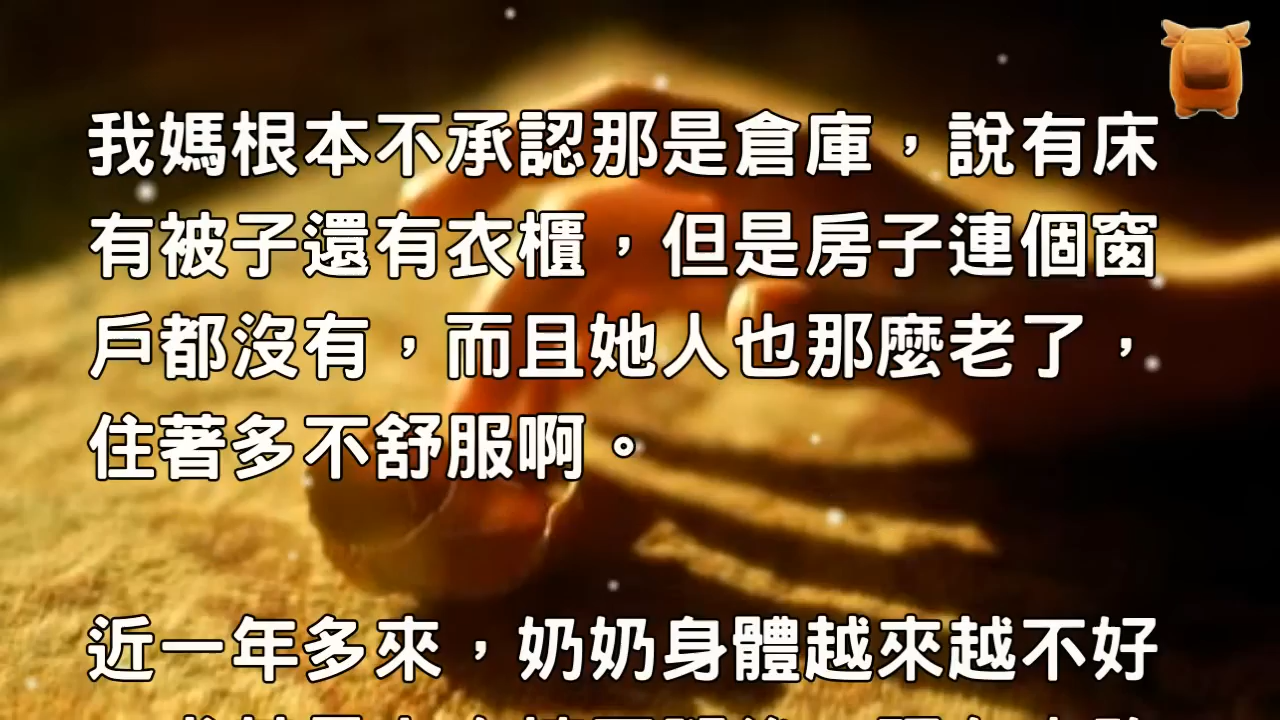 我媽根本不承認那是倉庫，說有床
有被子還有衣櫃，但是房子連個窗
戶都沒有，而且她人也那麼老了，
住著多不舒服啊。
近一年多來，奶奶身體越來越不好